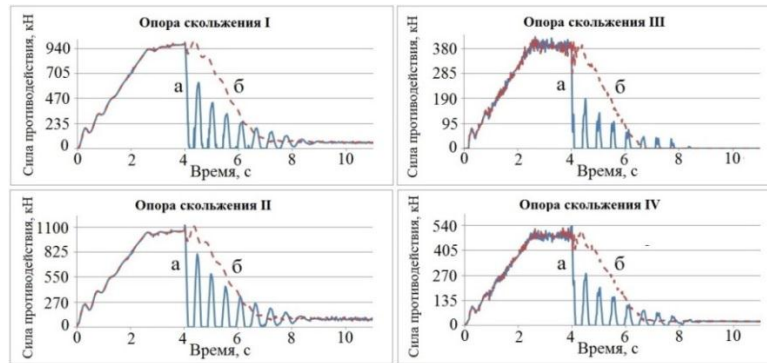 Опора скольжения I
Сила противодействия, кН
940
705
470
235
0
а
б
0 2 4 6 8 10
Время, с
Опора скольжения III
Сила противодействия, кН
380
285
190
95
0
а
б
0 2 4 6 8 10
Время, с
Опора скольжения II
Сила противодействия, кН
1100
825
550
270
0
а
б
0 2 4 6 8 10
Время, с
Опора скольжения IV
Сила противодействия, кН
540
405
270
135
0
а
б
0 2 4 6 8 10
Время, с